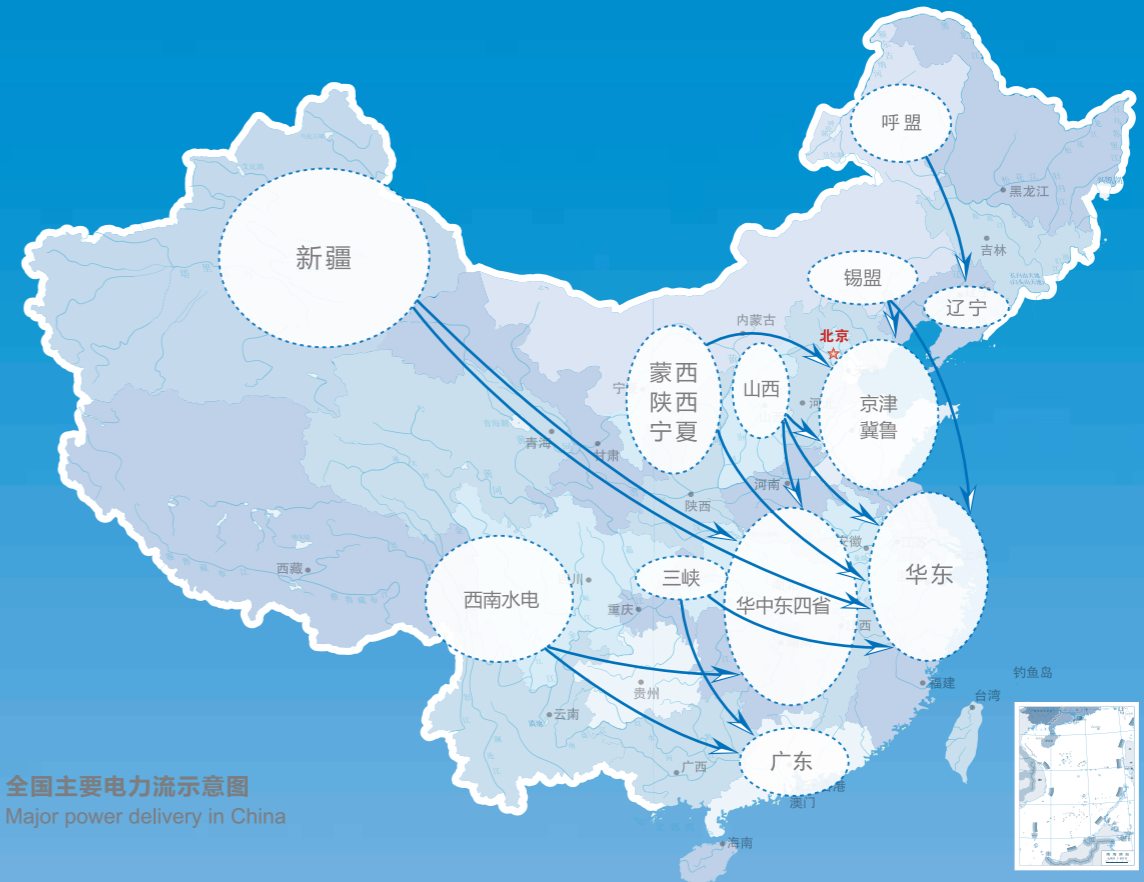 呼盟
黑龙江
吉林
新疆
锡盟
辽宁
内蒙古
北京
蒙西
陕西
宁夏
山西
京津
冀鲁
青海
甘肃
河南
陕西
华东
西藏
三峡
西南水电
重庆
华中东四省
贵州
福建
钓鱼岛
台湾
云南
广西
广东
澳门
海南
全国主要电力流示意图
Major power delivery in China